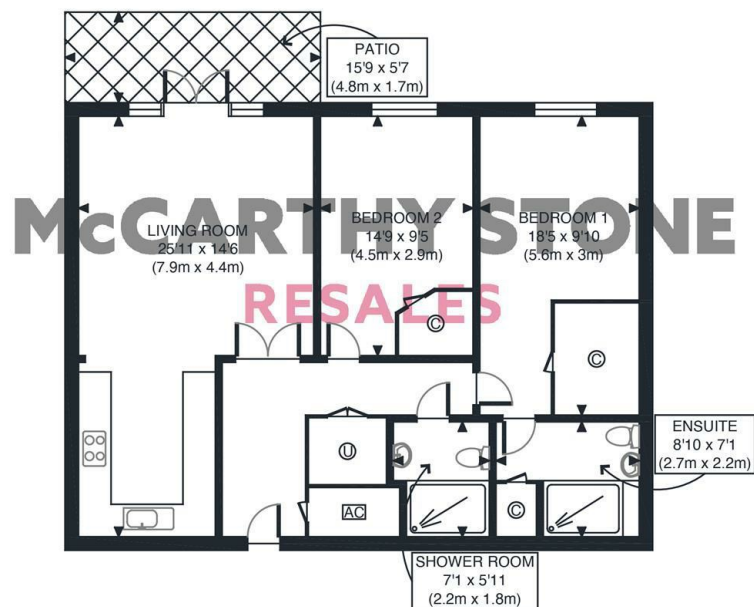 PATIO
15'9 x 5'7
(4.8m x 1.7m)
McCARTHY STONE
RESALES
LIVING ROOM
25'11 x 14'6
(7.9m x 4.4m)
BEDROOM 2
14'9 x 9'5
(4.5m x 2.9m)
BEDROOM 1
18'5 x 9'10
(5.6m x 3m)
C
C
ENSUITE
8'10 x 7'1
(2.7m x 2.2m)
U
AC
C
SHOWER ROOM
7'1 x 5'11
(2.2m x 1.8m)